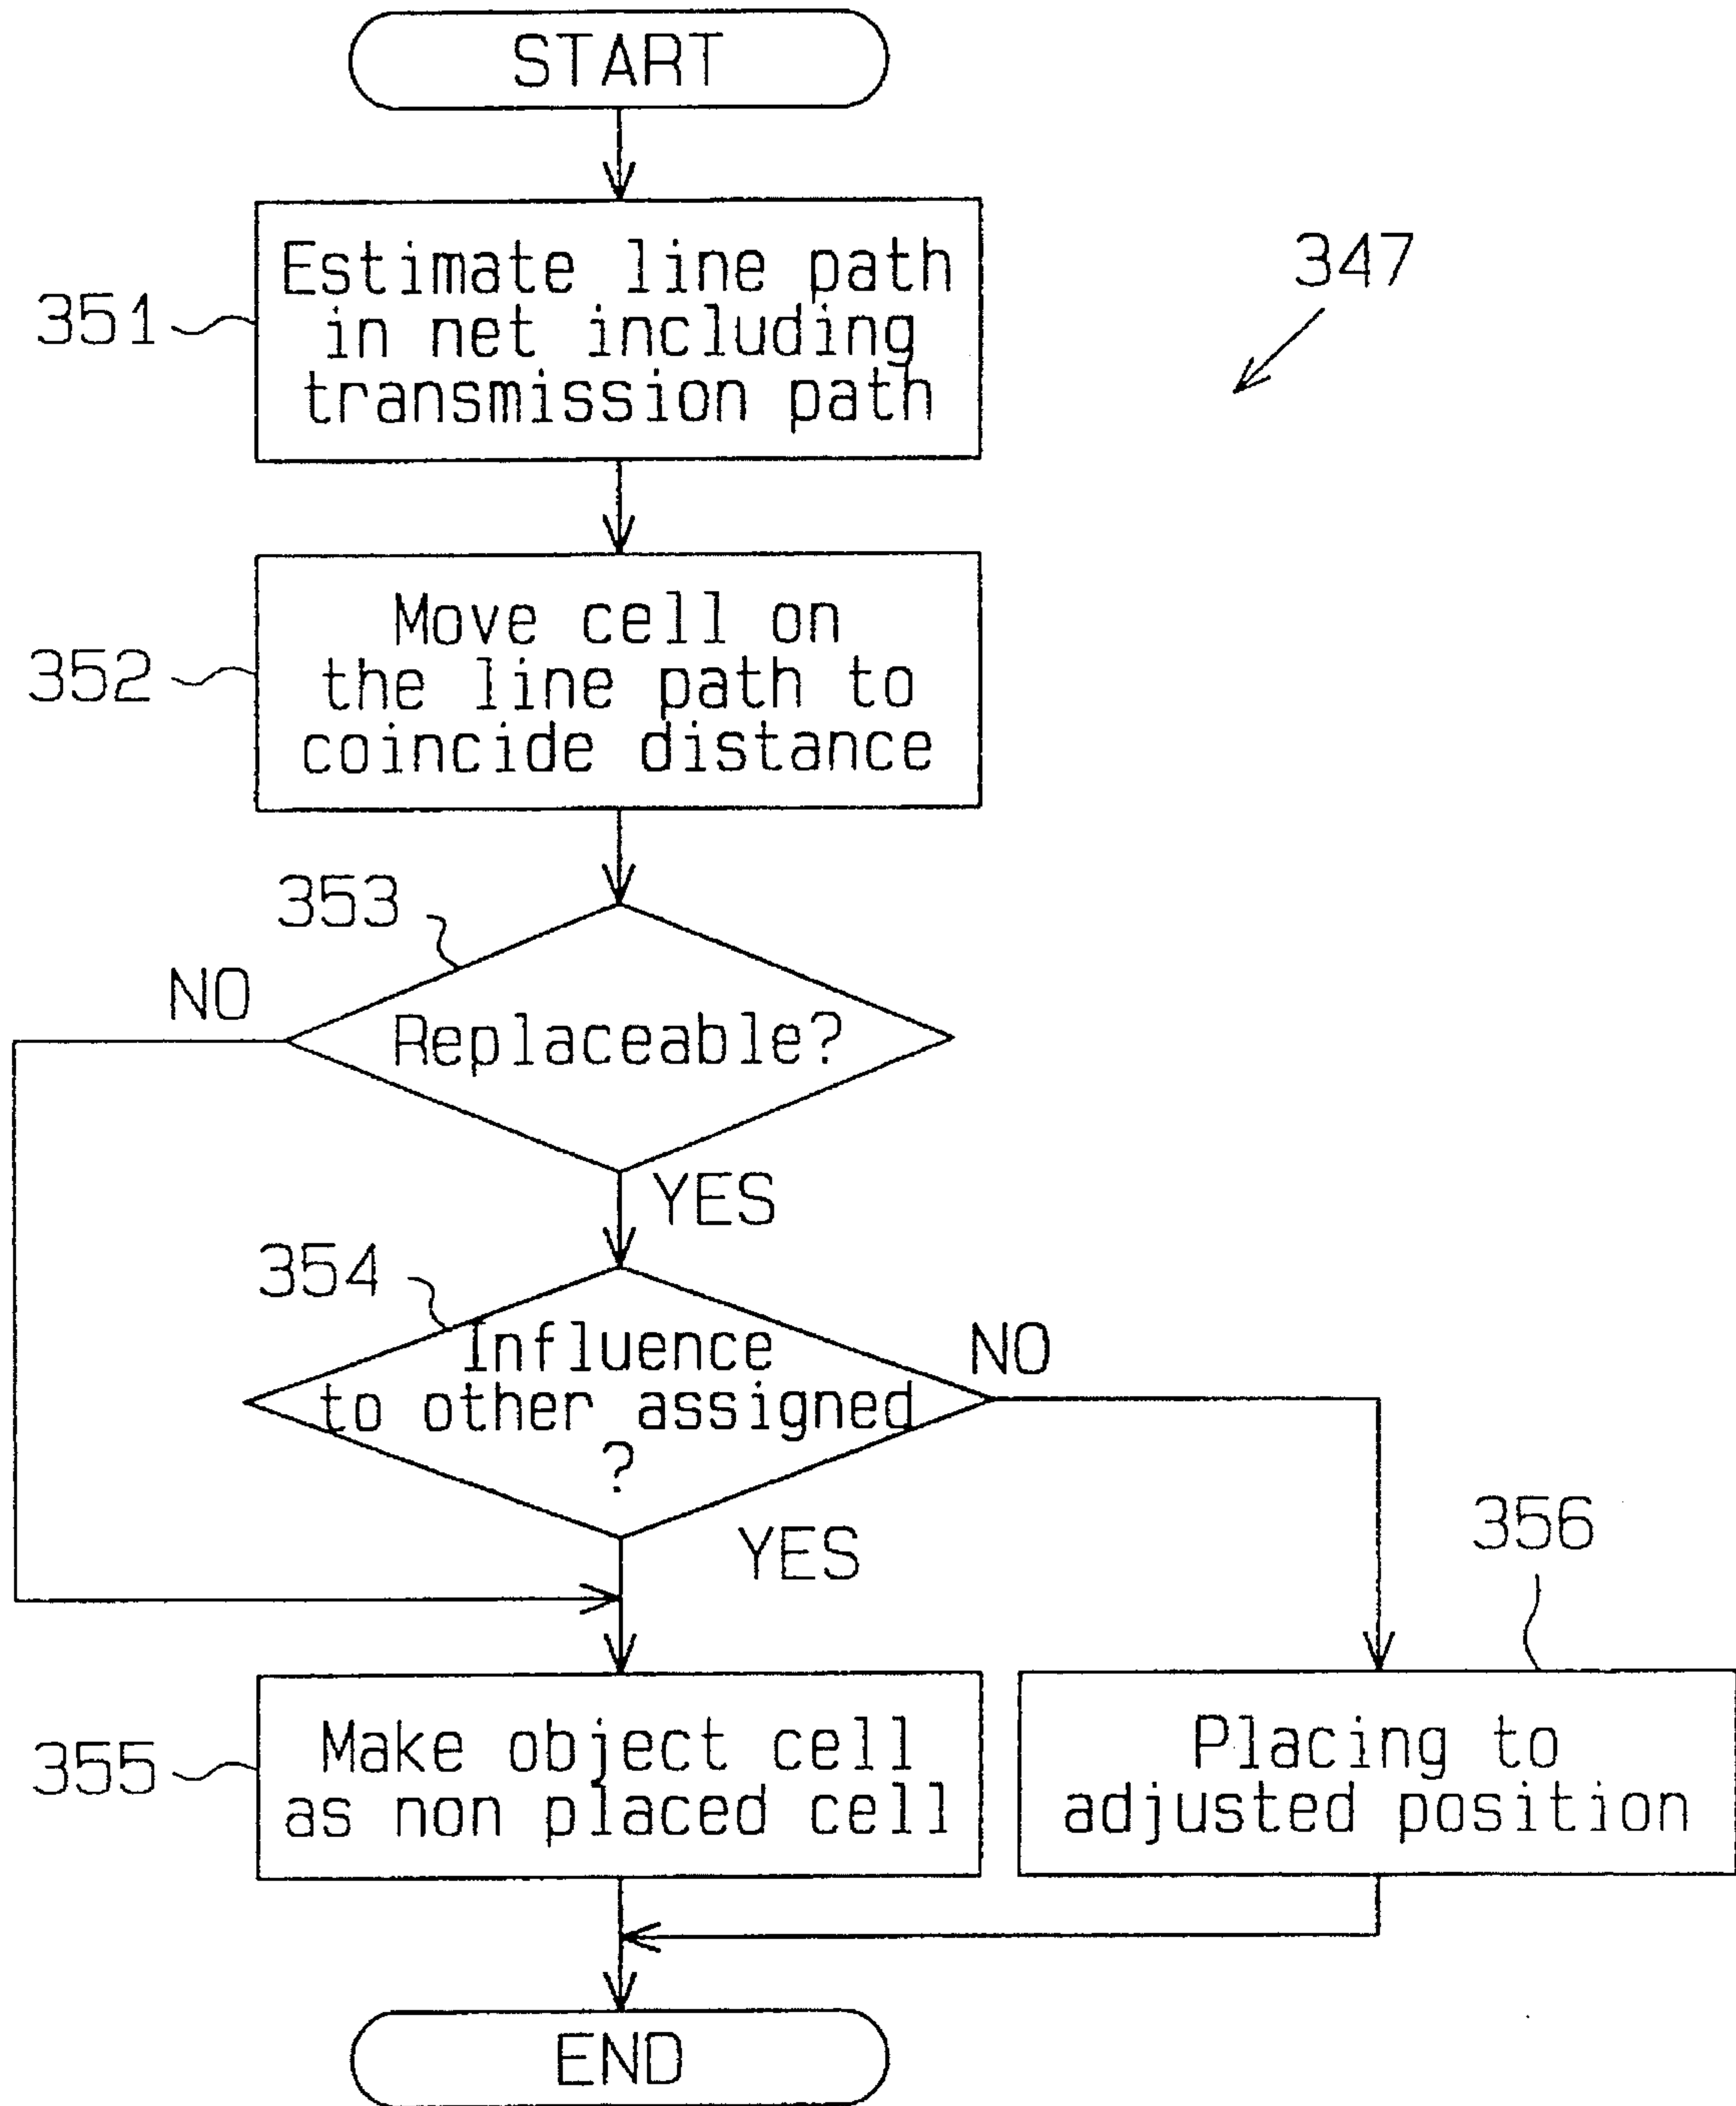 START
Estimate line path
in net including
transmission path
351
347
Move cell on
the line path to
coincide distance
352
353
NO
Replaceable?
YES
354
Influence
to other assigned
?
NO
YES
356
355
Make object cell
as non placed cell
Placing to
adjusted position
END